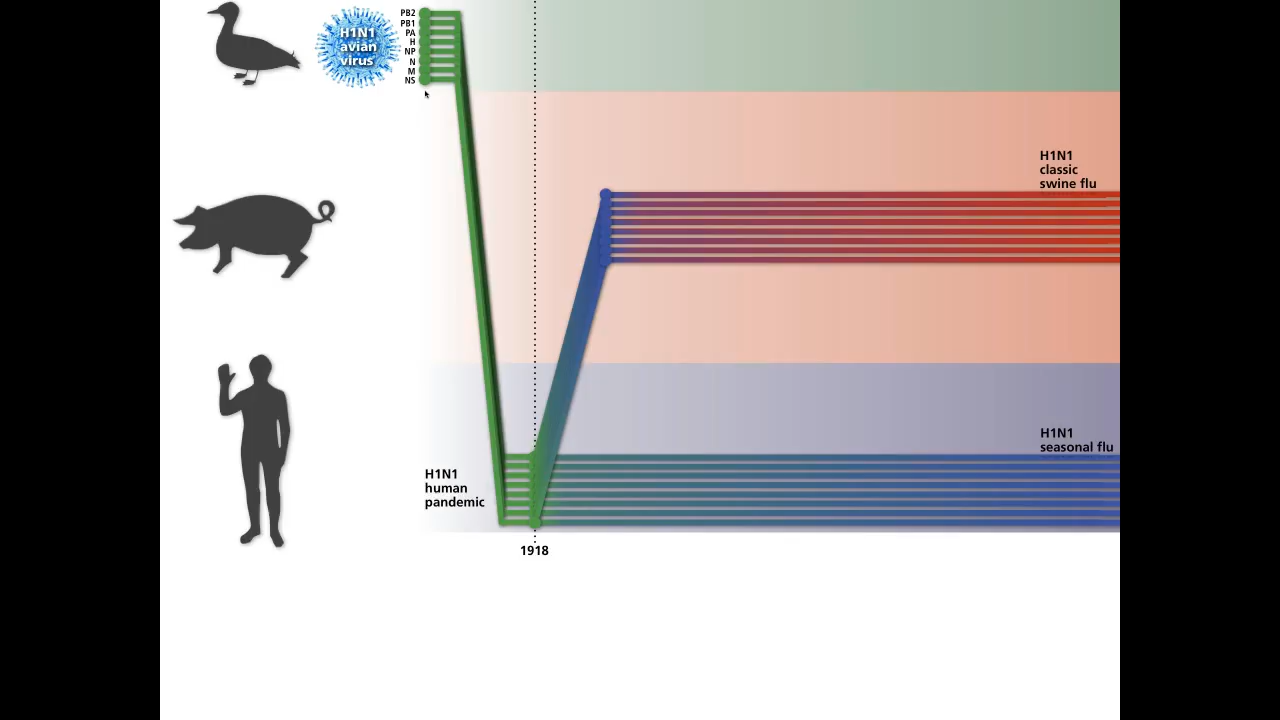 H1N1
avian
virus
PB2
PB1
PA
H
NP
N
M
NS
H1N1
classic
swine flu
H1N1
seasonal flu
H1N1
human
pandemic
1918